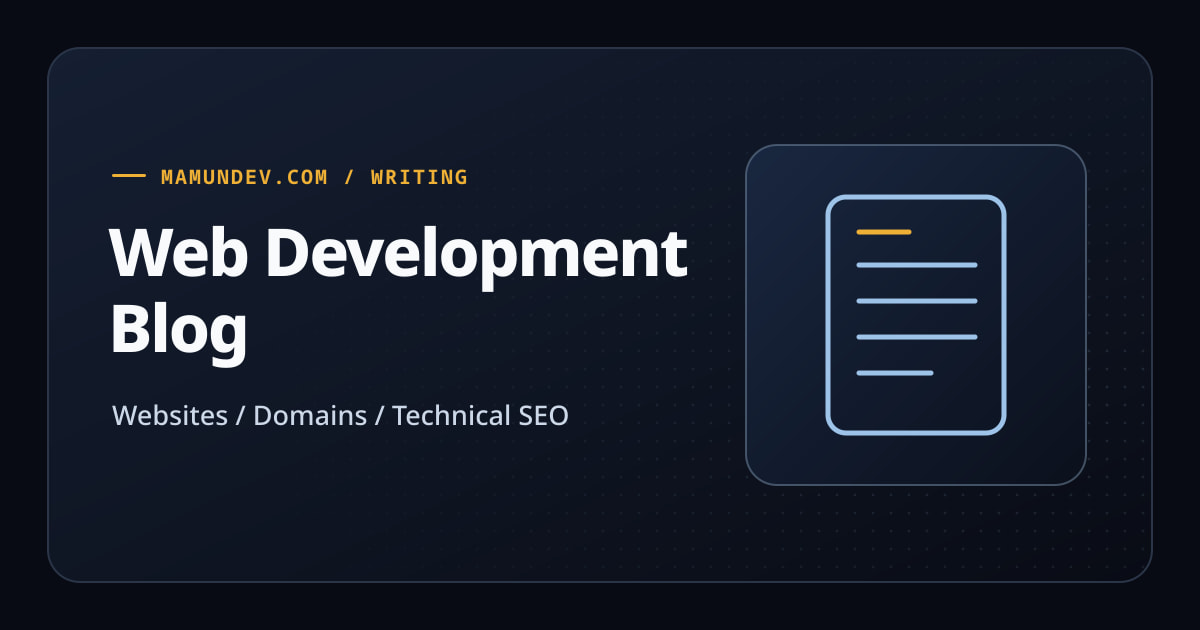 MAMUNDEV.COM / WRITING
Web Development
Blog
Websites / Domains / Technical SEO